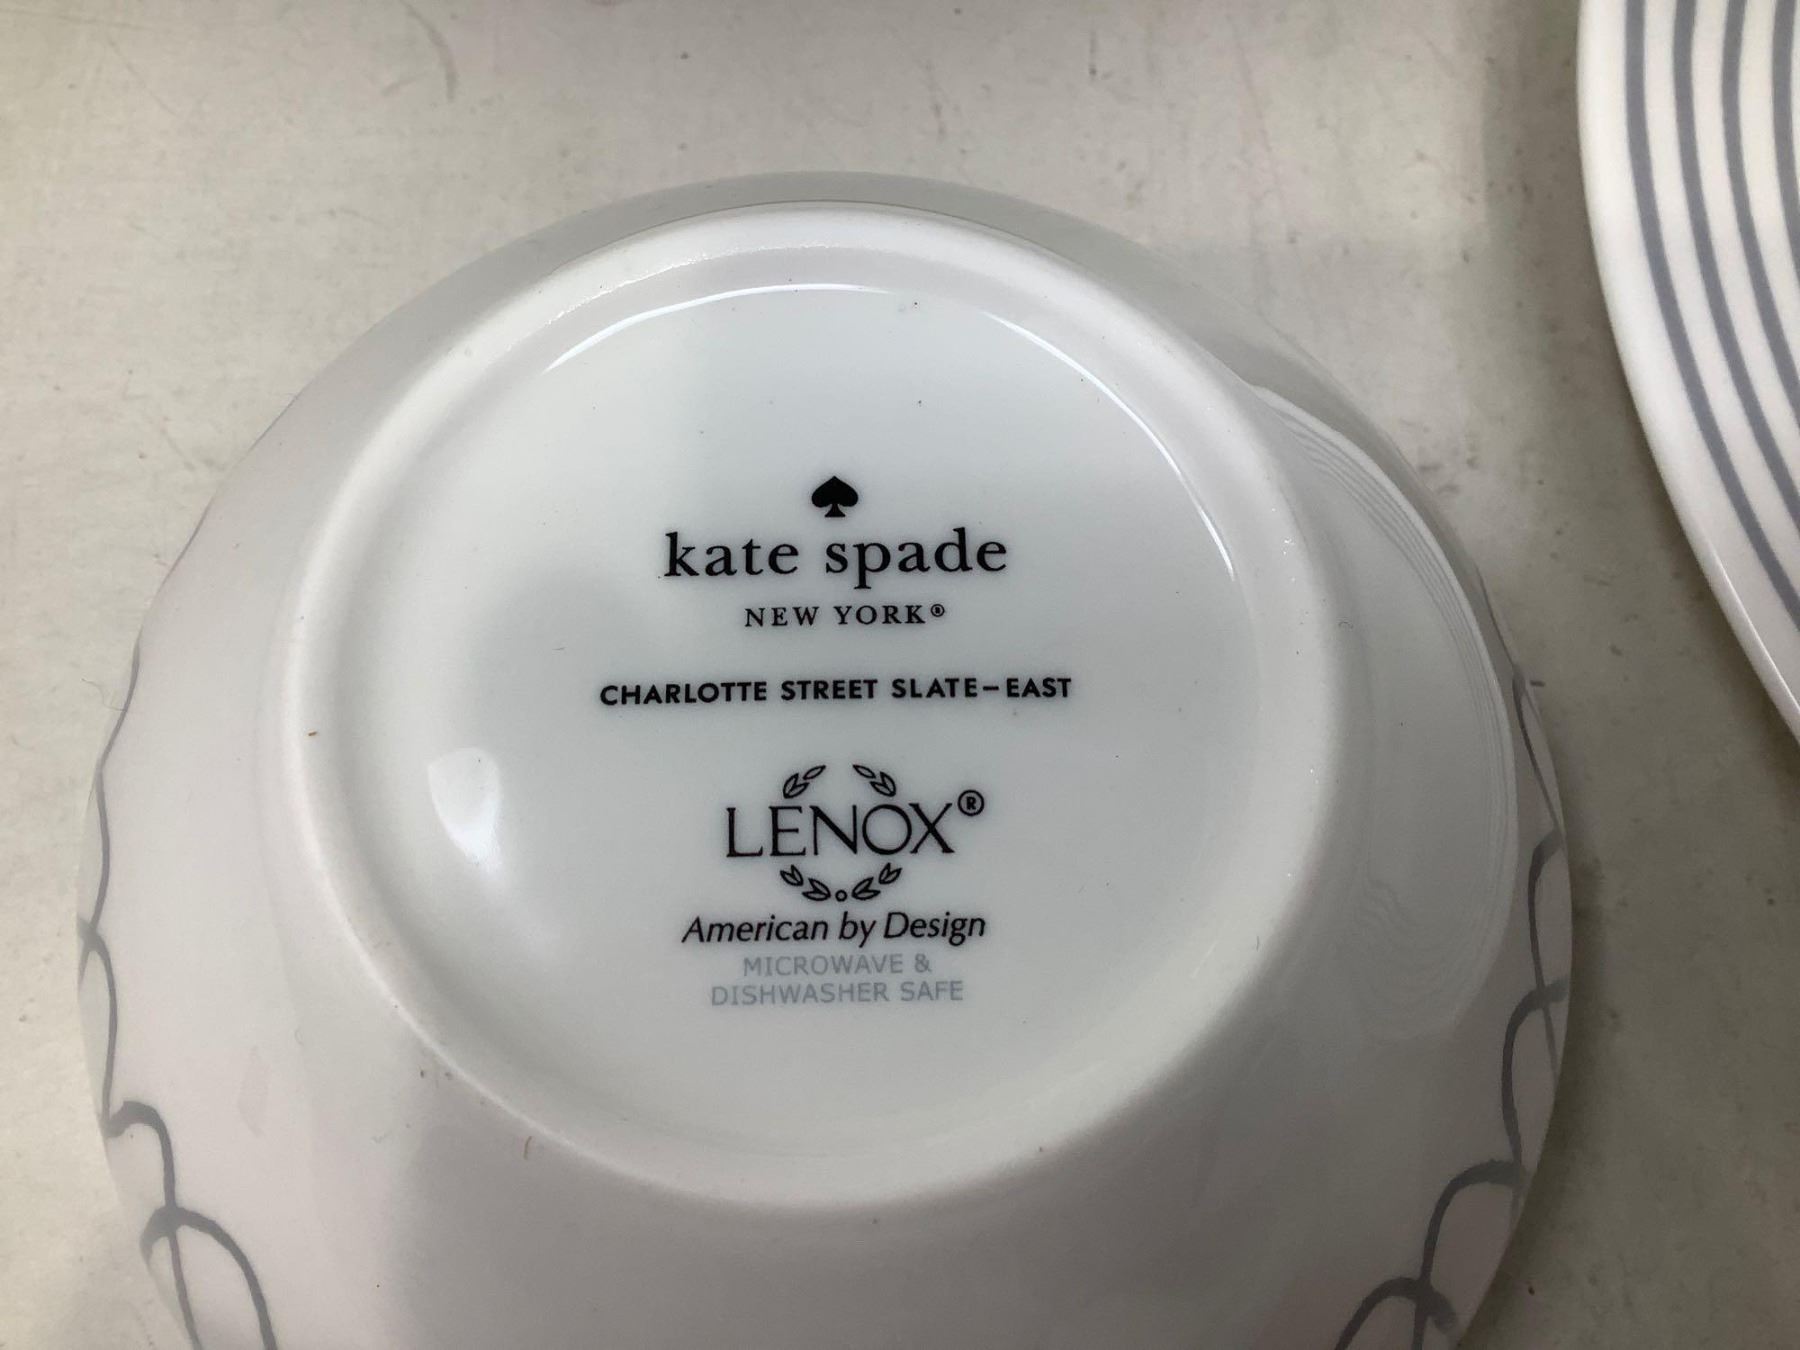 kate spade
NEW YORK®
CHARLOTTE STREET SLATE–EAST
LENOX®
American by Design
MICROWAVE &
DISHWASHER SAFE